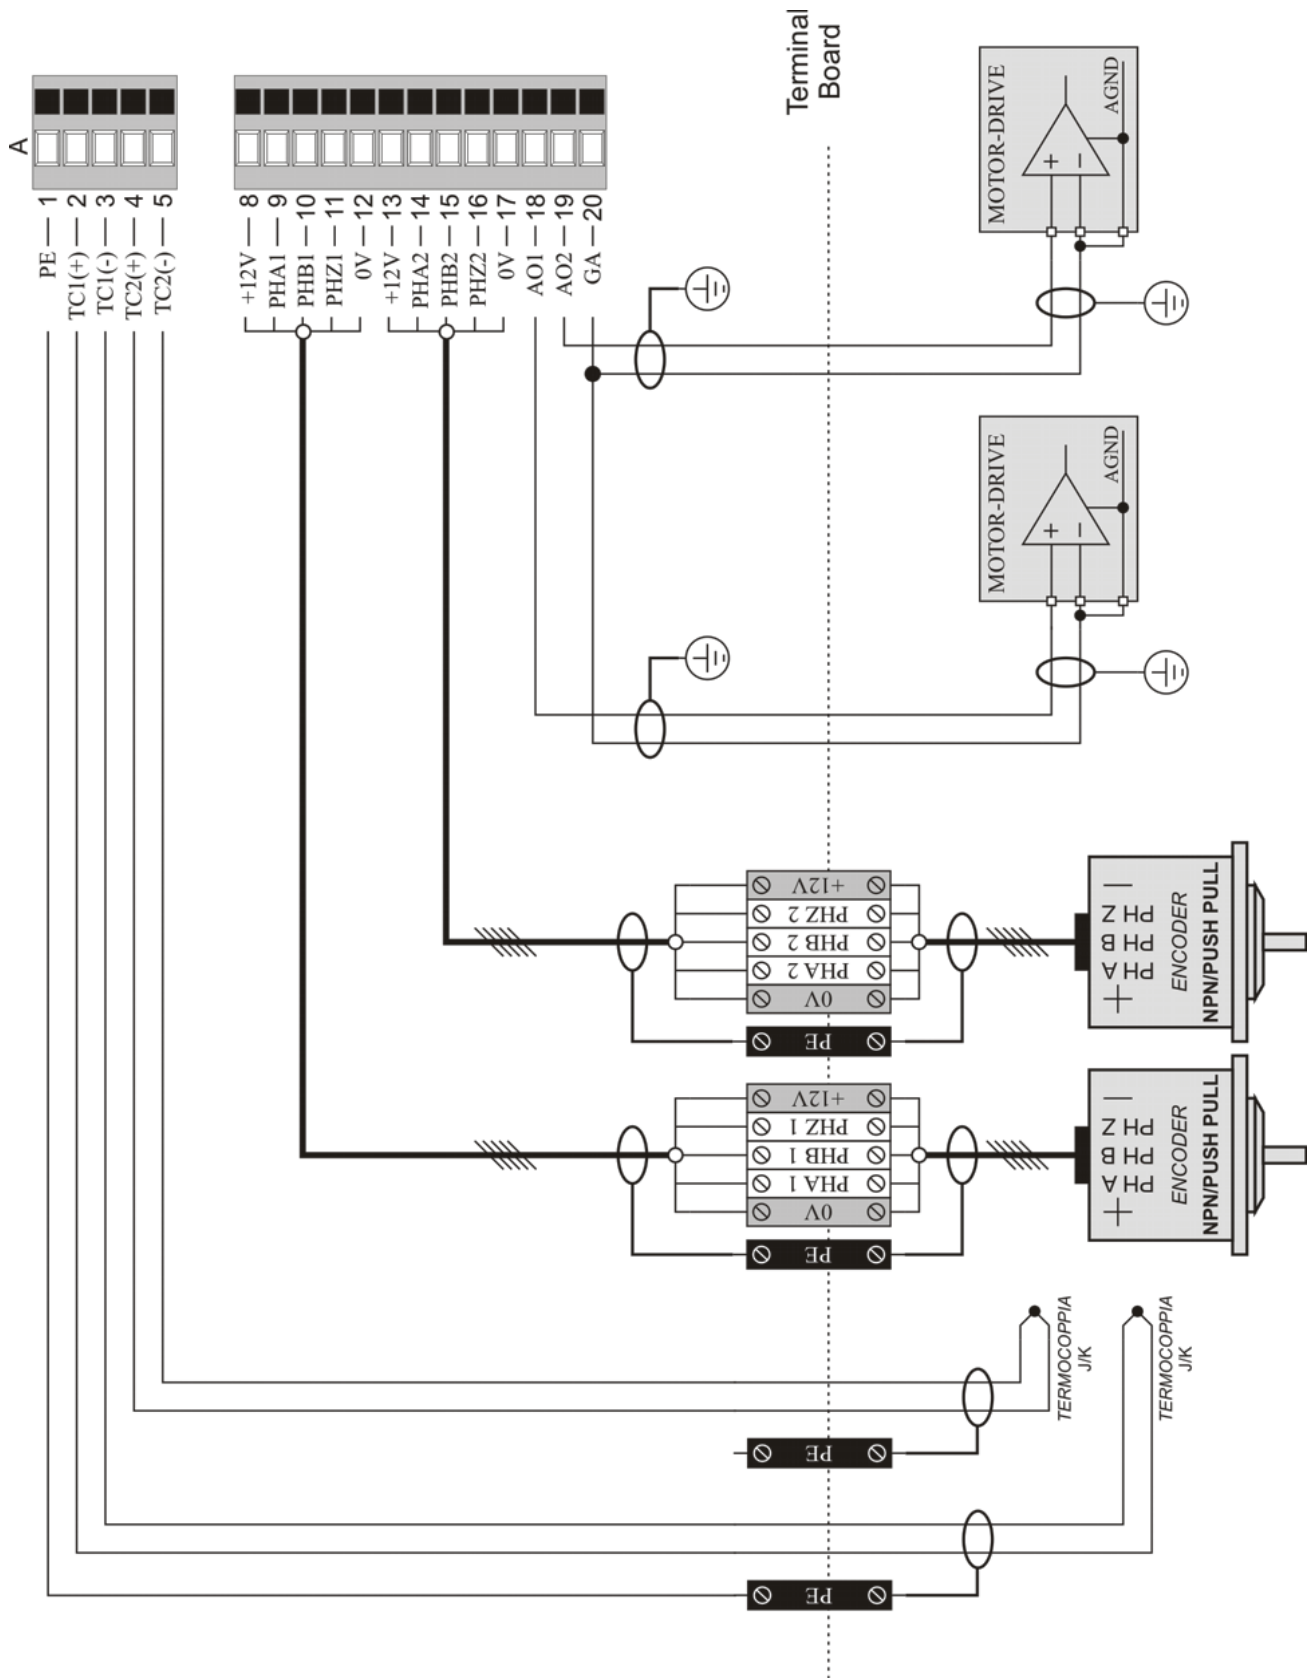 Terminal
Board
A
PE 1
TC1(+) 2
TC1(-) 3
TC2(+) 4
TC2(-) 5
+12V 8
PHA1 9
PHB1 10
PHZ1 11
0V 12
+12V 13
PHA2 14
PHB2 15
PHZ2 16
0V 17
AO1 18
AO2 19
GA 20
MOTOR-DRIVE
+
−
AGND
MOTOR-DRIVE
+
−
AGND
+12V
PHZ 2
PHB 2
PHA 2
0V
PE
+12V
PHZ 1
PHB 1
PHA 1
0V
PE
−
PH Z
PH B
PH A
+
ENCODER
NPN/PUSH PULL
−
PH Z
PH B
PH A
+
ENCODER
NPN/PUSH PULL
TERMOCOPPIA
J/K
TERMOCOPPIA
J/K
PE
PE